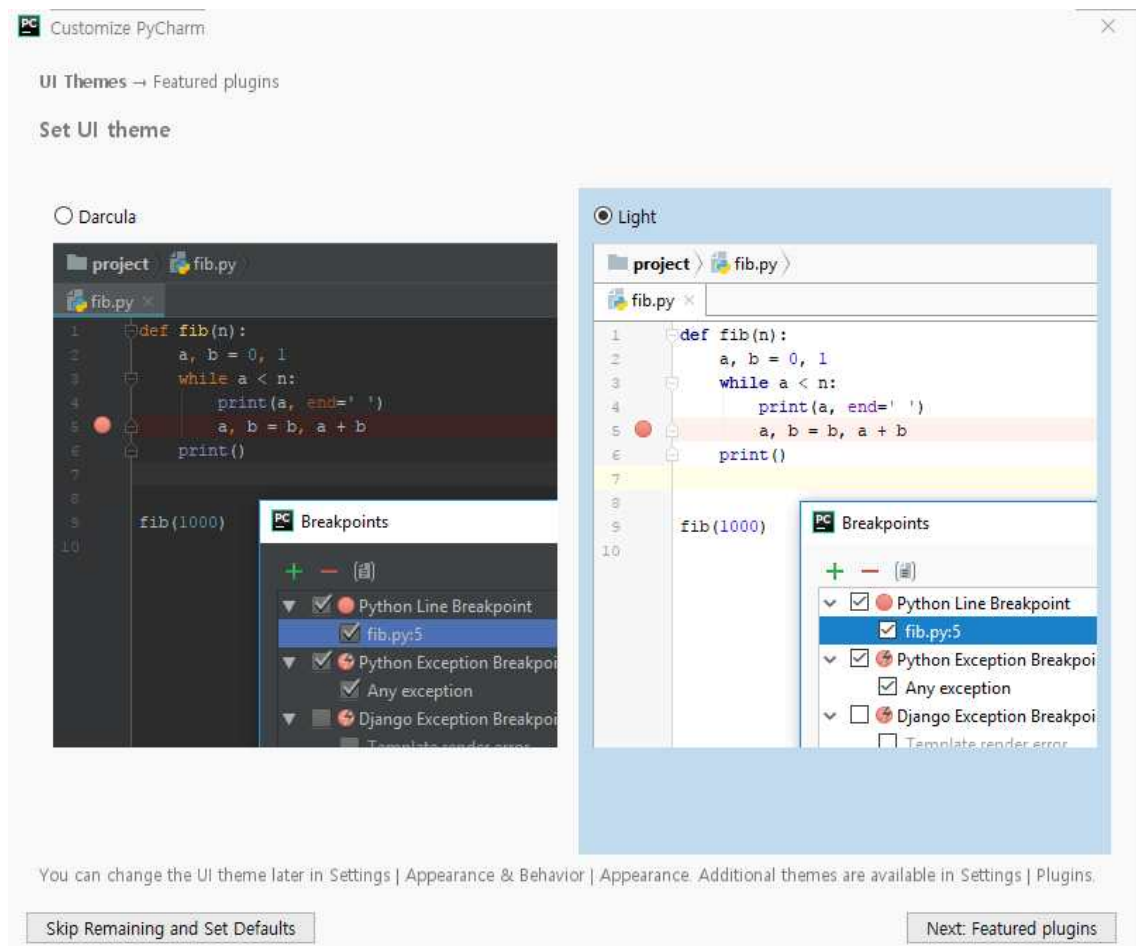 PC Customize PyCharm
UI Themes → Featured plugins
Set UI theme
Darcula
project fib.py
fib.py ×
1 def fib(n):
2 a, b = 0, 1
3 while a < n:
4 print(a, end=' ')
5 a, b = b, a + b
6 print()
7
8
9 fib(1000)
10
PC Breakpoints
Python Line Breakpoint
fib.py:5
Python Exception Breakpoi
Any exception
Django Exception Breakpoi
Template render error
Light
project fib.py
fib.py ×
1 def fib(n):
2 a, b = 0, 1
3 while a < n:
4 print(a, end=' ')
5 a, b = b, a + b
6 print()
7
8
9 fib(1000)
10
PC Breakpoints
Python Line Breakpoint
fib.py:5
Python Exception Breakpoi
Any exception
Django Exception Breakpoi
Template render error
You can change the UI theme later in Settings | Appearance & Behavior | Appearance. Additional themes are available in Settings | Plugins.
Skip Remaining and Set Defaults
Next: Featured plugins